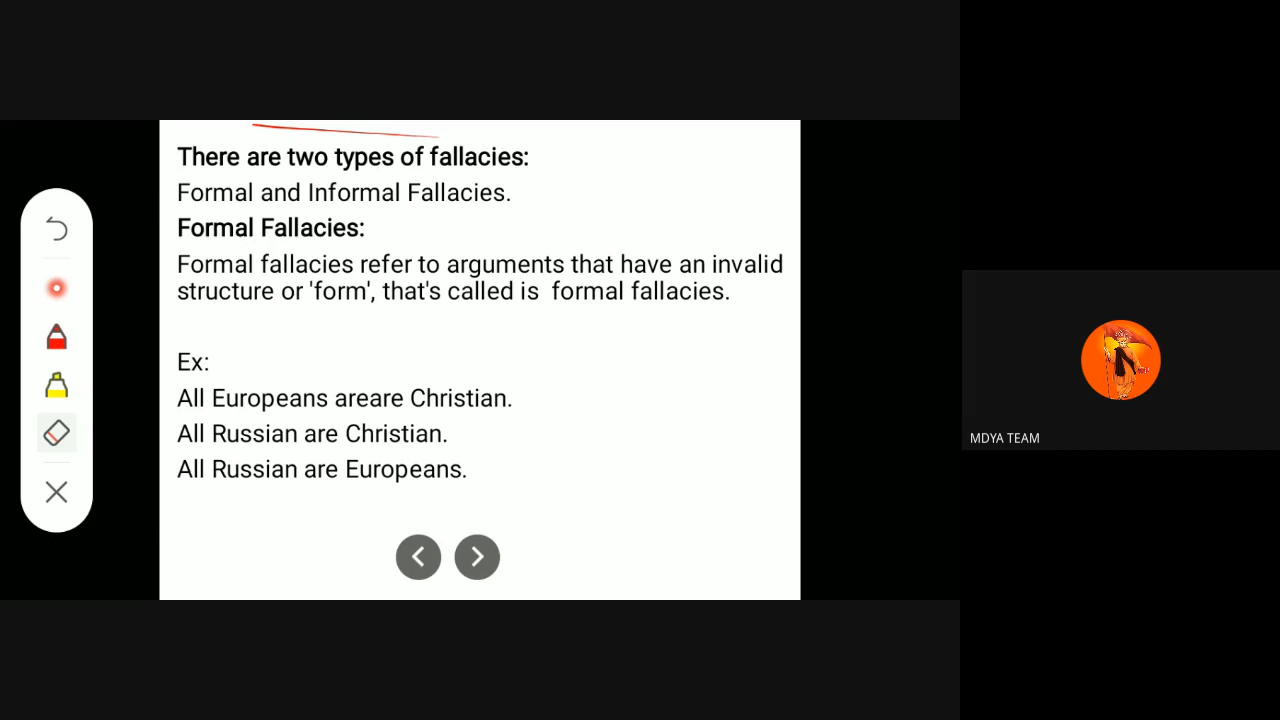 There are two types of fallacies:
Formal and Informal Fallacies.
Formal Fallacies:
Formal fallacies refer to arguments that have an invalid
structure or 'form', that's called is  formal fallacies.
Ex:
All Europeans areare Christian.
All Russian are Christian.
All Russian are Europeans.
MDYA TEAM